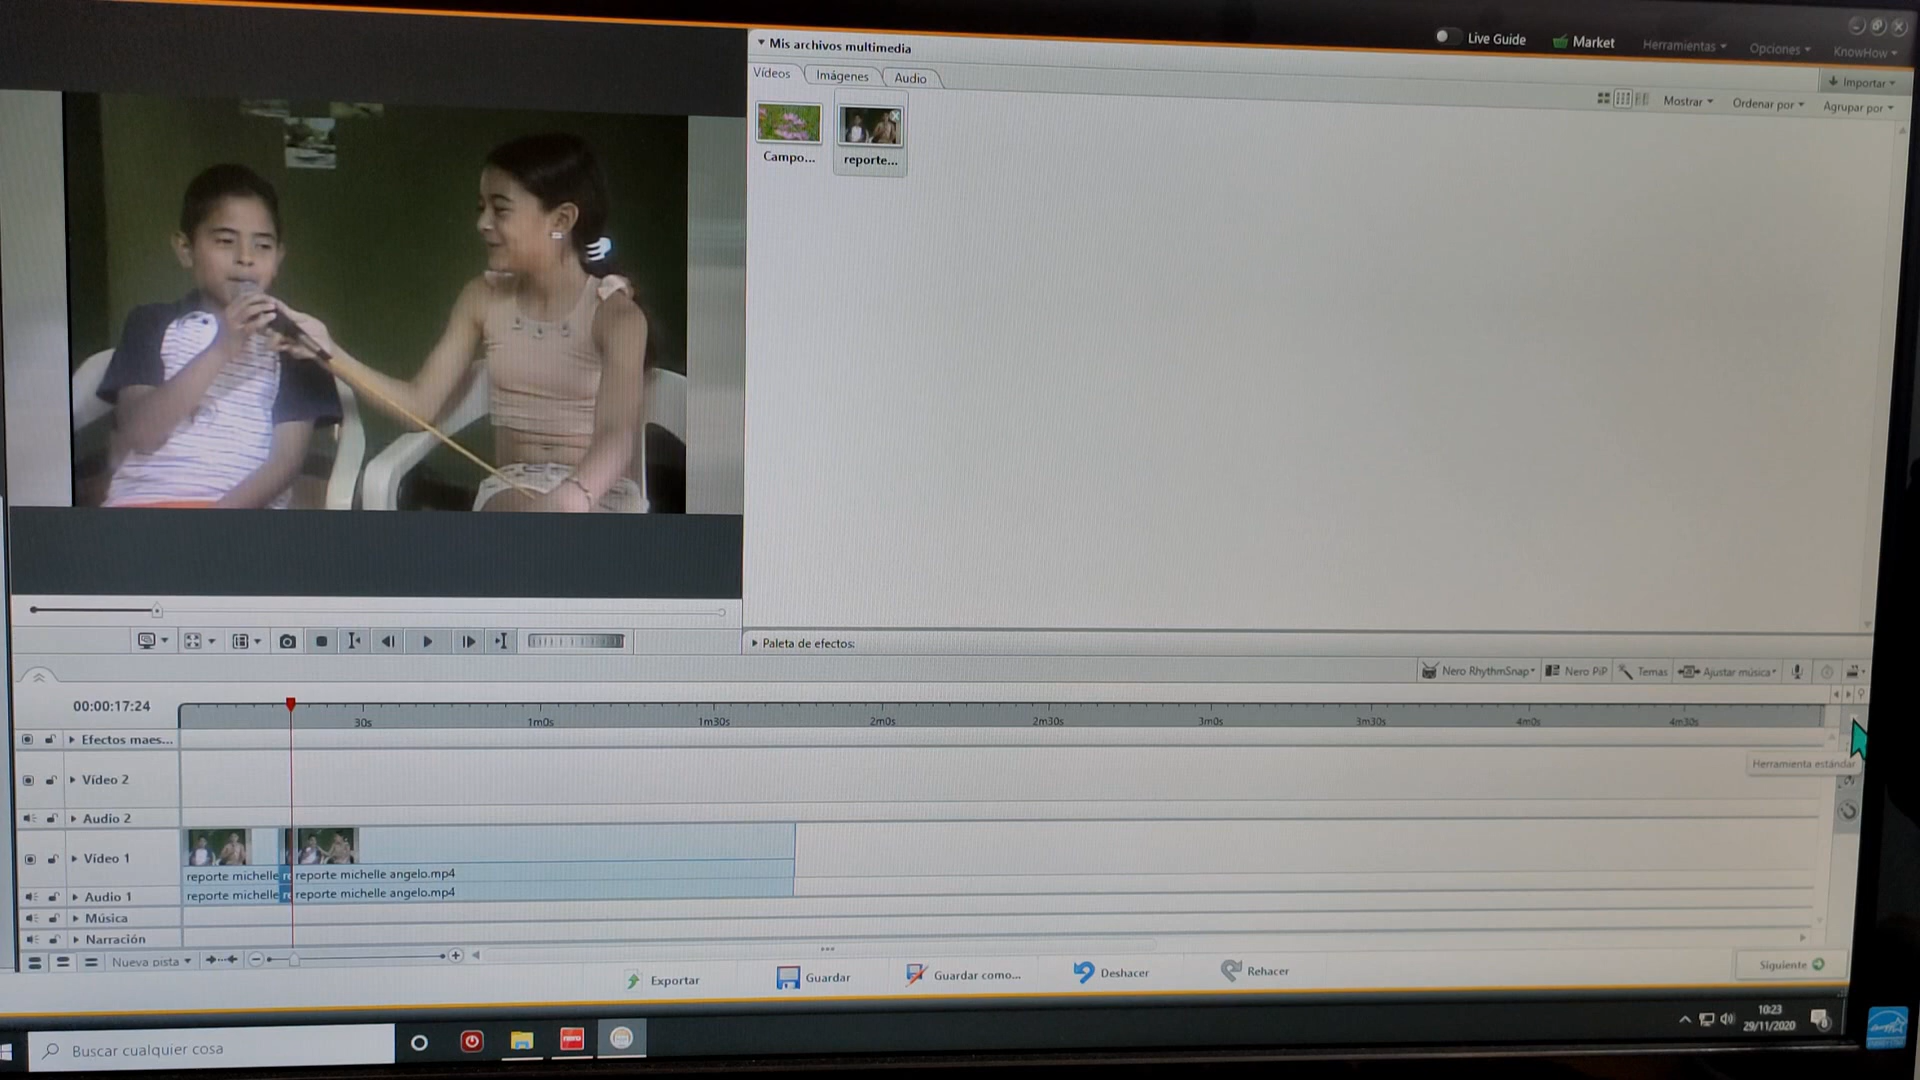 Live Guide
Market
Herramientas
Opciones
KnowHow
Mis archivos multimedia
Vídeos
Imágenes
Audio
Importar
Mostrar
Ordenar por
Agrupar por
Campo...
reporte...
Paleta de efectos:
Nero RhythmSnap
Nero PiP
Temas
Ajustar música
00:00:17:24
30s
1m0s
1m30s
2m0s
2m30s
3m0s
3m30s
4m0s
4m30s
Herramienta estándar
Efectos maes...
Vídeo 2
Audio 2
Vídeo 1
reporte michelle
re
reporte michelle angelo.mp4
Audio 1
reporte michelle
re
reporte michelle angelo.mp4
Música
Narración
Nueva pista
Exportar
Guardar
Guardar como...
Deshacer
Rehacer
Siguiente
Buscar cualquier cosa
nero
10:23
29/11/2020